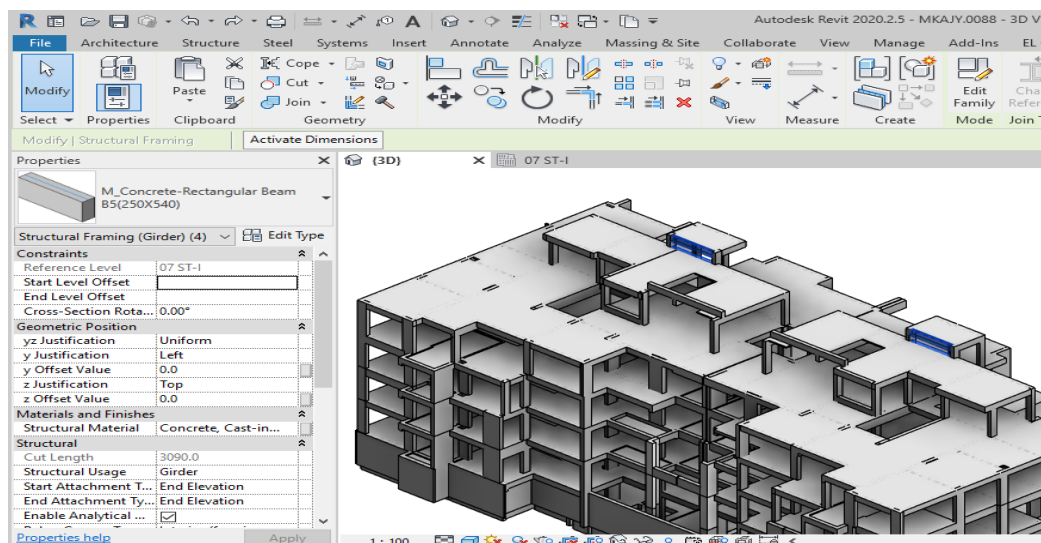 Autodesk Revit 2020.2.5 - MKAJY.0088 - 3D V
File Architecture Structure Steel Systems Insert Annotate Analyze Massing & Site Collaborate View Manage Add-Ins EL
Modify
Paste
Cope
Cut
Join
Edit Family
Cha
Refere
Select Properties Clipboard Geometry Modify View Measure Create Mode Join T
Modify | Structural Framing Activate Dimensions
Properties
{3D} 07 ST-I
M_Concrete-Rectangular Beam
B5(250X540)
Structural Framing (Girder) (4) Edit Type
Constraints
Reference Level 07 ST-I
Start Level Offset
End Level Offset
Cross-Section Rota... 0.00°
Geometric Position
yz Justification Uniform
y Justification Left
y Offset Value 0.0
z Justification Top
z Offset Value 0.0
Materials and Finishes
Structural Material Concrete, Cast-in...
Structural
Cut Length 3090.0
Structural Usage Girder
Start Attachment T... End Elevation
End Attachment Ty... End Elevation
Enable Analytical ...
Properties help Apply
1 : 100